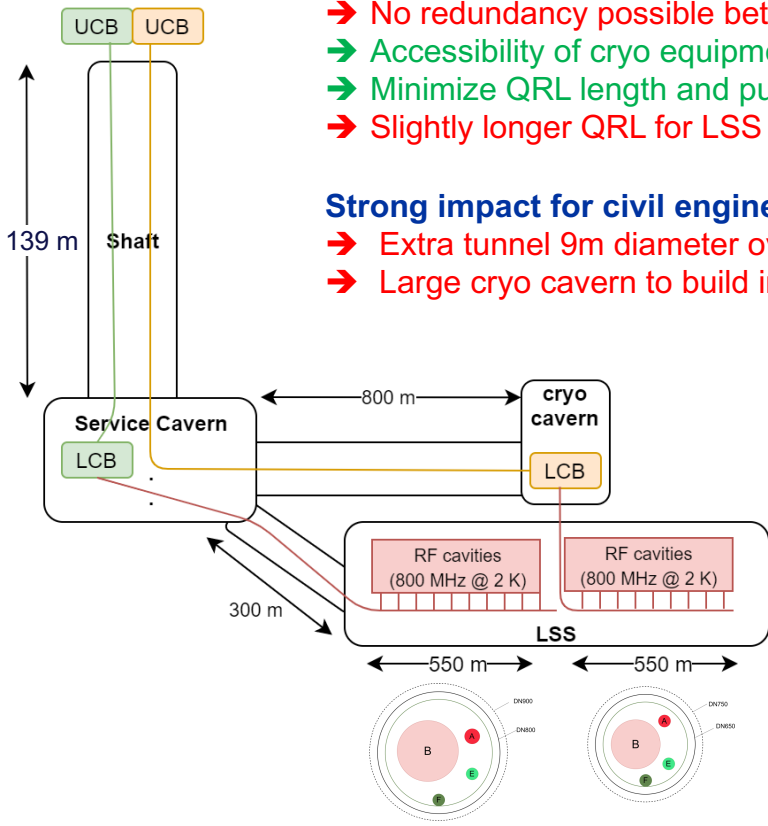 UCB UCB
➔ No redundancy possible bet
➔ Accessibility of cryo equipm
➔ Minimize QRL length and pu
➔ Slightly longer QRL for LSS
Strong impact for civil engine
➔ Extra tunnel 9m diameter ov
➔ Large cryo cavern to build i
139 m
Shaft
800 m
cryo
cavern
Service Cavern
LCB
LCB
RF cavities
(800 MHz @ 2 K)
RF cavities
(800 MHz @ 2 K)
300 m
LSS
550 m
550 m
DN900
DN800
B
A
E
F
DN750
DN650
B
A
E
F